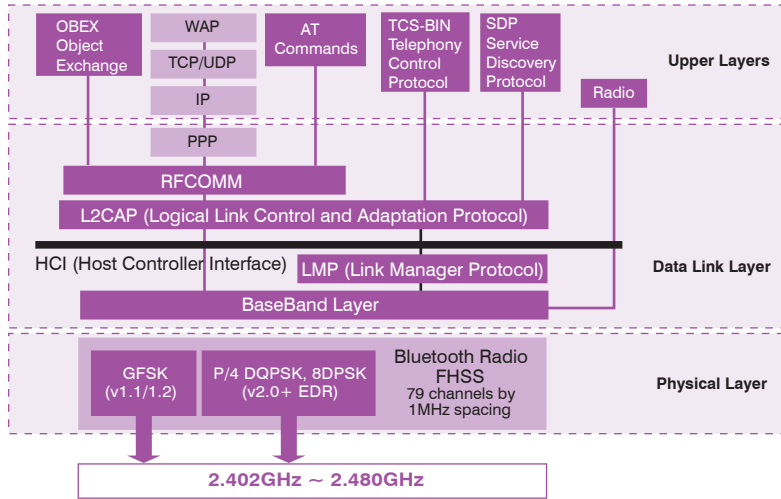 OBEX
Object
Exchange
WAP
TCP/UDP
IP
PPP
AT
Commands
TCS-BIN
Telephony
Control
Protocol
SDP
Service
Discovery
Protocol
Radio
Upper Layers
RFCOMM
L2CAP (Logical Link Control and Adaptation Protocol)
HCI (Host Controller Interface)
LMP (Link Manager Protocol)
BaseBand Layer
Data Link Layer
GFSK
(v1.1/1.2)
P/4 DQPSK, 8DPSK
(v2.0+ EDR)
Bluetooth Radio
FHSS
79 channels by
1MHz spacing
Physical Layer
2.402GHz ~ 2.480GHz